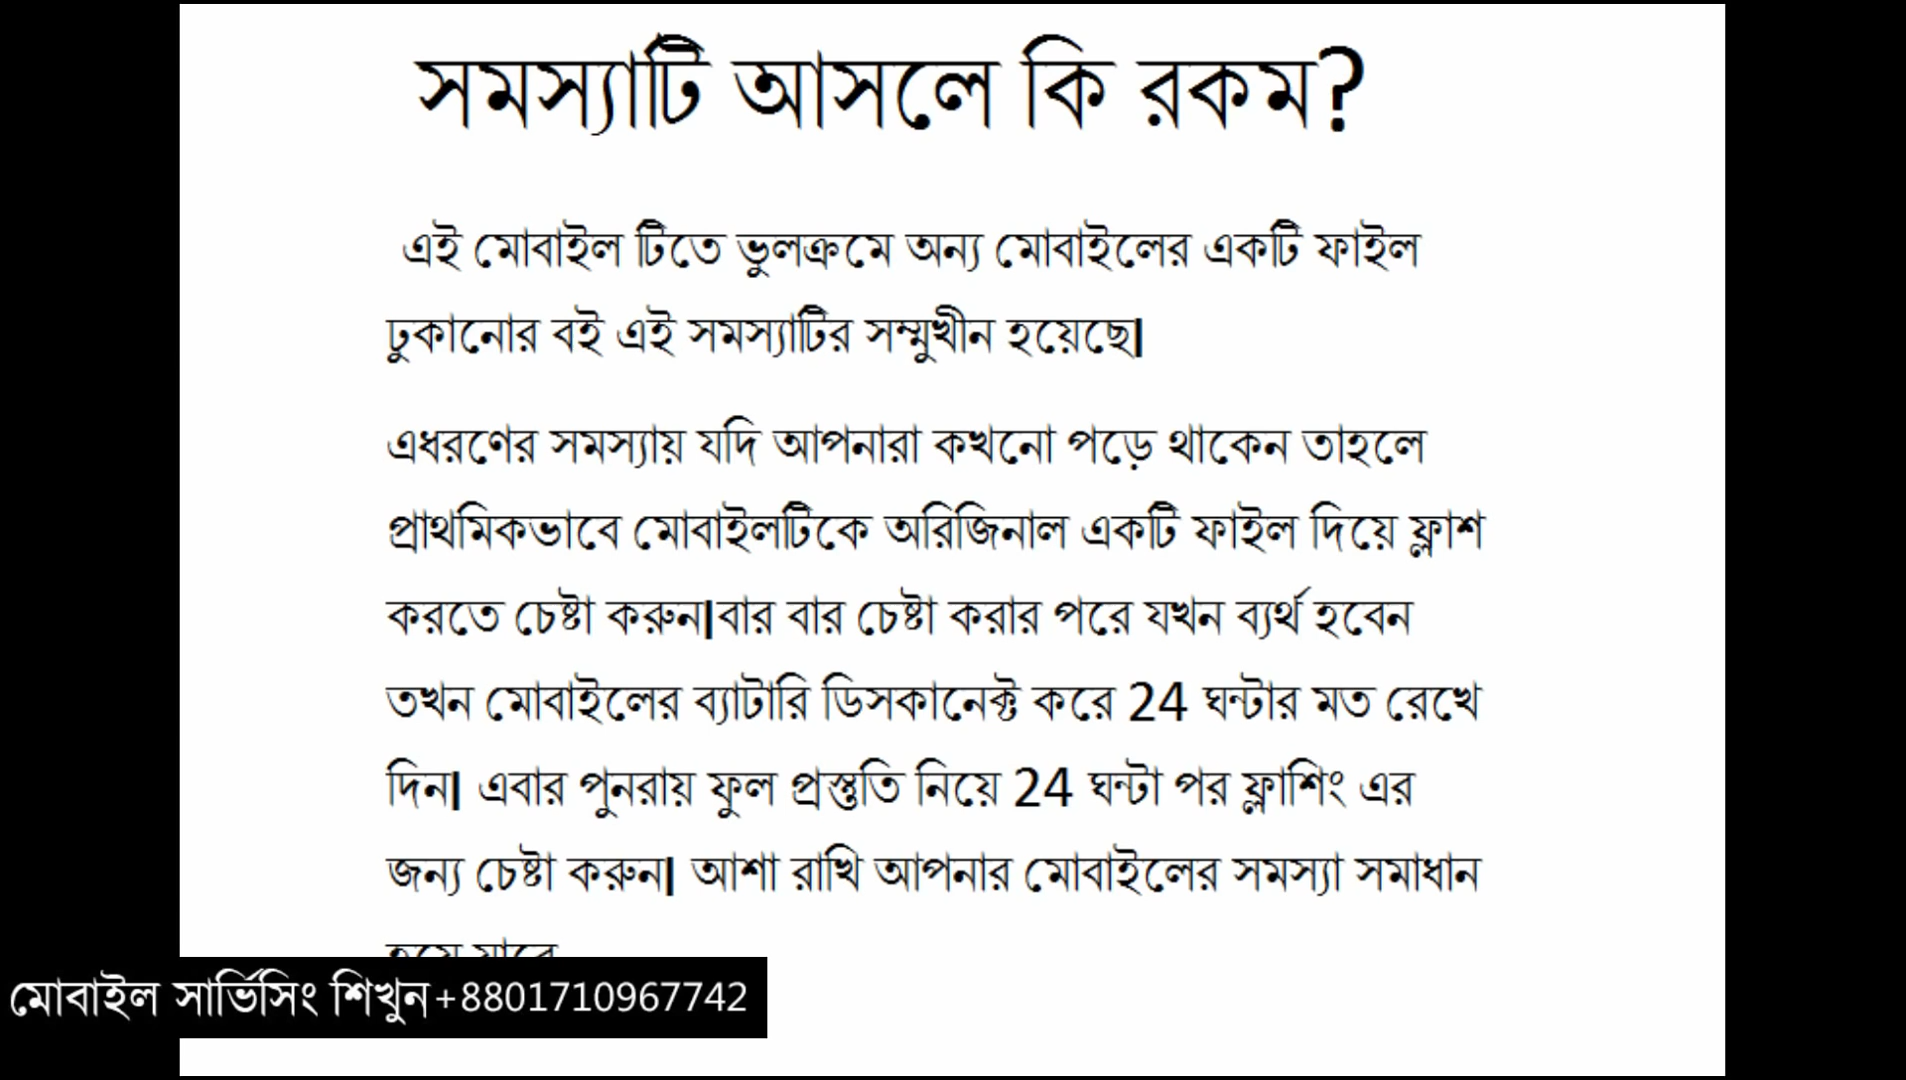 সমস্যাটি আসলে কি রকম?
এই মোবাইল টিতে ভুলক্রমে অন্য মোবাইলের একটি ফাইল
ঢুকানোর বই এই সমস্যাটির সম্মুখীন হয়েছে।
এধরণের সমস্যায় যদি আপনারা কখনো পড়ে থাকেন তাহলে
প্রাথমিকভাবে মোবাইলটিকে অরিজিনাল একটি ফাইল দিয়ে ফ্লাশ
করতে চেষ্টা করুন।বার বার চেষ্টা করার পরে যখন ব্যর্থ হবেন
তখন মোবাইলের ব্যাটারি ডিসকানেক্ট করে 24 ঘন্টার মত রেখে
দিন। এবার পুনরায় ফুল প্রস্তুতি নিয়ে 24 ঘন্টা পর ফ্লাশিং এর
জন্য চেষ্টা করুন। আশা রাখি আপনার মোবাইলের সমস্যা সমাধান
মোবাইল সার্ভিসিং শিখুন+8801710967742